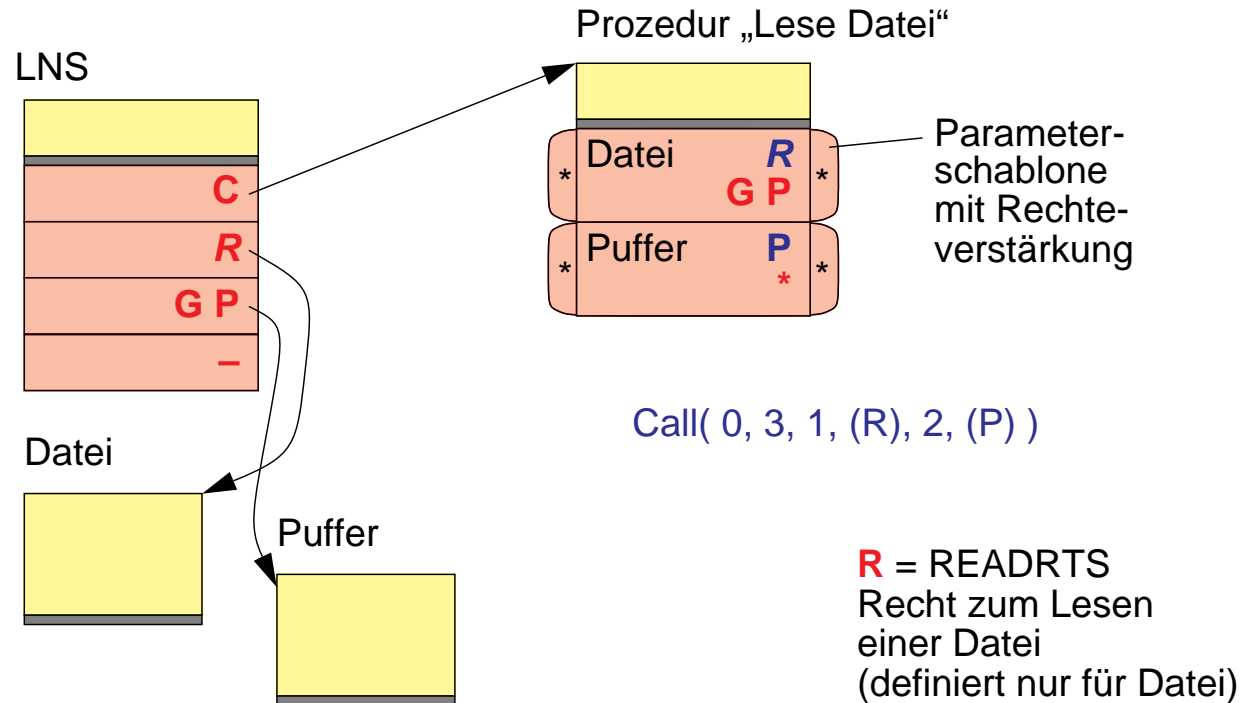 Prozedur „Lese Datei“
LNS
C
R
G P
–
Datei R
* G P *
Puffer P
* * *
Parameter-
schablone
mit Rechte-
verstärkung
Call( 0, 3, 1, (R), 2, (P) )
Datei
Puffer
R = READRTS
Recht zum Lesen
einer Datei
(definiert nur für Datei)